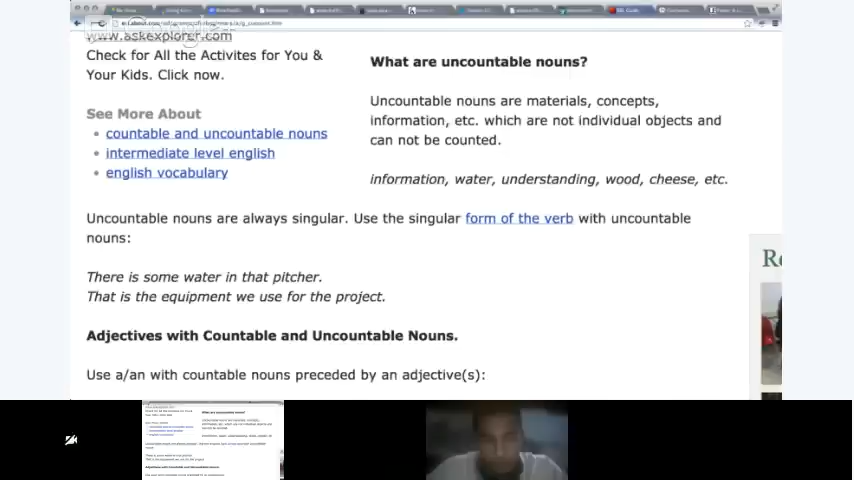 www.askexplorer.com
Check for All the Activites for You &
Your Kids. Click now.
See More About
countable and uncountable nouns
intermediate level english
english vocabulary
What are uncountable nouns?
Uncountable nouns are materials, concepts,
information, etc. which are not individual objects and
can not be counted.
information, water, understanding, wood, cheese, etc.
Uncountable nouns are always singular. Use the singular form of the verb with uncountable
nouns:
There is some water in that pitcher.
That is the equipment we use for the project.
Adjectives with Countable and Uncountable Nouns.
Use a/an with countable nouns preceded by an adjective(s):